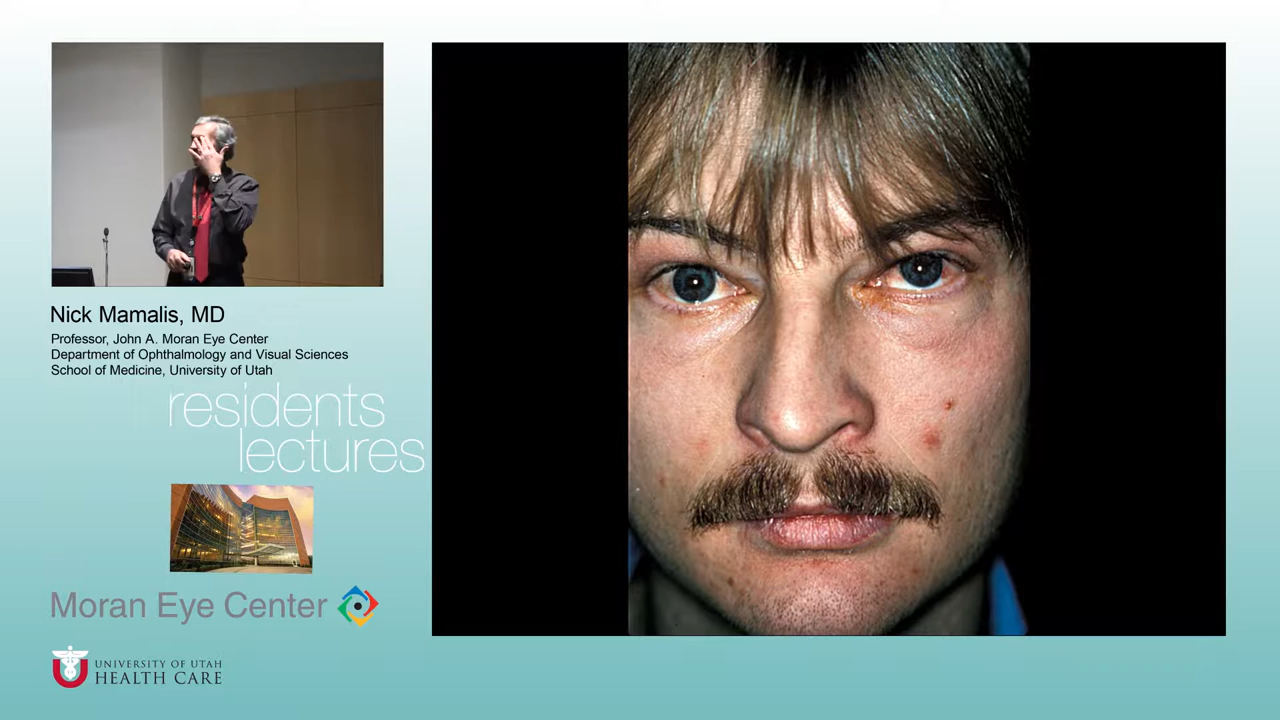 Nick Mamalis, MD
Professor, John A. Moran Eye Center
Department of Ophthalmology and Visual Sciences
School of Medicine, University of Utah
residents
lectures
Moran Eye Center
UNIVERSITY OF UTAH
HEALTH CARE